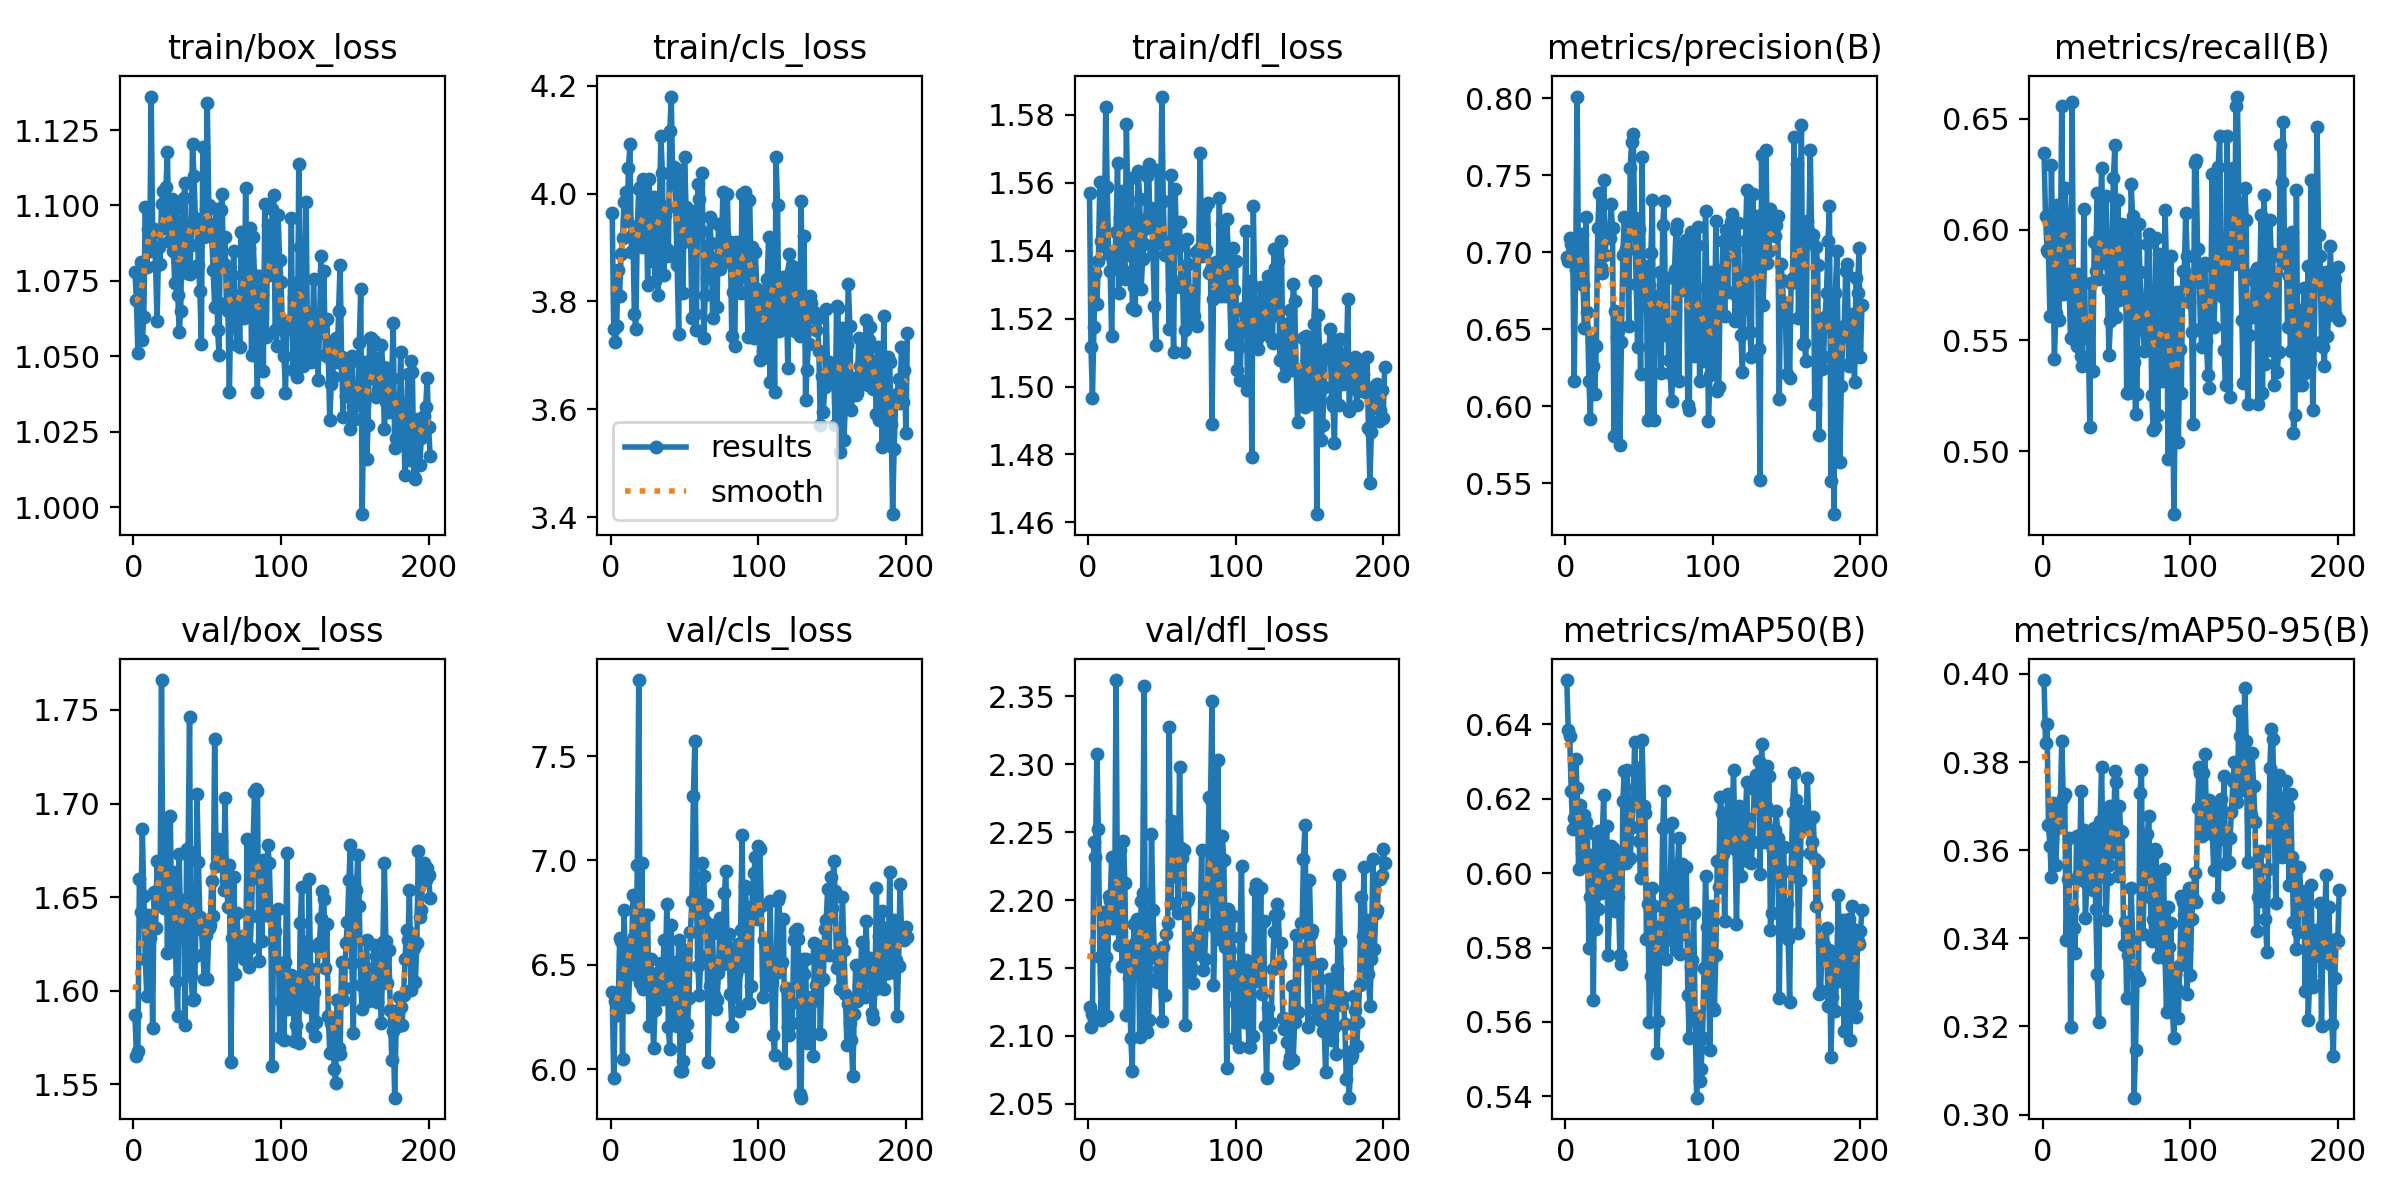 train/box_loss
1.125
1.100
1.075
1.050
1.025
1.000
0 100 200
train/cls_loss
4.2
4.0
3.8
3.6
3.4
results
smooth
0 100 200
train/dfl_loss
1.58
1.56
1.54
1.52
1.50
1.48
1.46
0 100 200
metrics/precision(B)
0.80
0.75
0.70
0.65
0.60
0.55
0 100 200
metrics/recall(B)
0.65
0.60
0.55
0.50
0 100 200
val/box_loss
1.75
1.70
1.65
1.60
1.55
0 100 200
val/cls_loss
7.5
7.0
6.5
6.0
0 100 200
val/dfl_loss
2.35
2.30
2.25
2.20
2.15
2.10
2.05
0 100 200
metrics/mAP50(B)
0.64
0.62
0.60
0.58
0.56
0.54
0 100 200
metrics/mAP50-95(B)
0.40
0.38
0.36
0.34
0.32
0.30
0 100 200